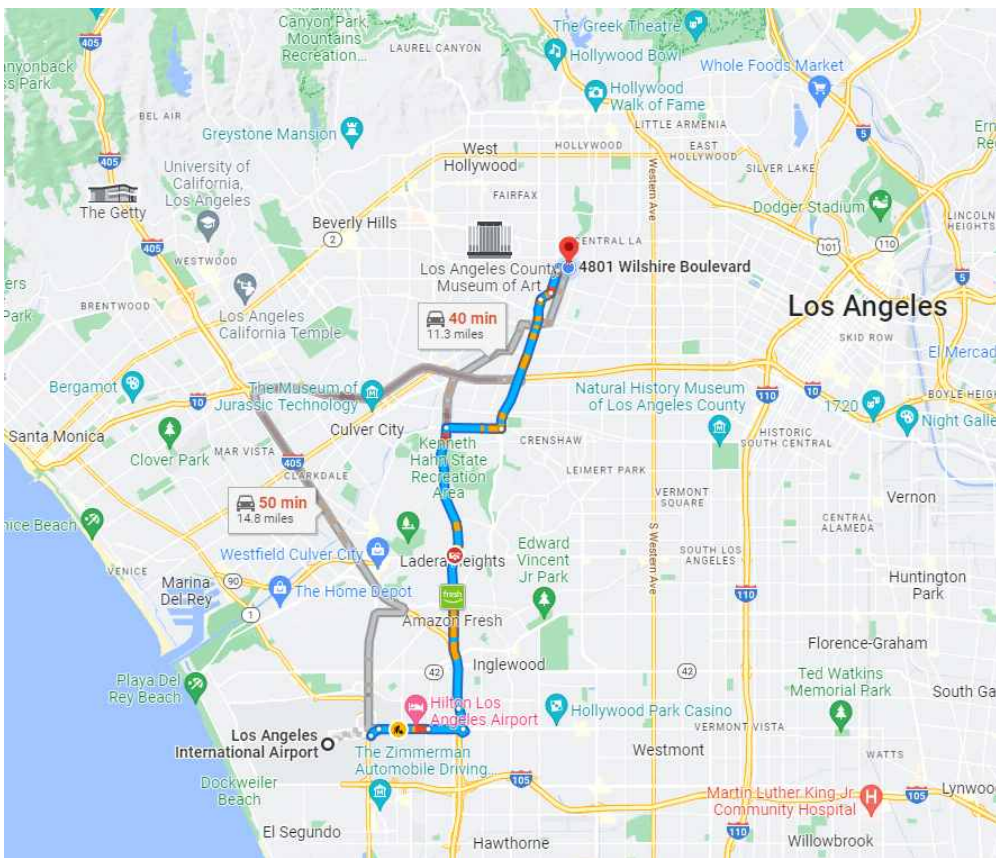 Canyon Park
Mountains
Recreation...
LAUREL CANYON
The Greek Theatre
Hollywood Bowl
Whole Foods Market
405
anyonback
ss Park
BEL AIR
Hollywood
Walk of Fame
LITTLE ARMENIA
Greystone Mansion
5
Ern
Re
405
University of
California,
Los Angeles
West
Hollywood
HOLLYWOOD
EAST
HOLLYWOOD
SILVER LAKE
The Getty
FAIRFAX
Western Ave
Dodger Stadium
Beverly Hills
2
LINCOLN
HEIGHTS
WESTWOOD
CENTRAL LA
101
110
Los Angeles County
Museum of Art
4801 Wilshire Boulevard
5
ers
Park
BRENTWOOD
Los Angeles
California Temple
40 min
11.3 miles
Los Angeles
SKID ROW
El Mercad
Bergamot
The Museum of
Jurassic Technology
Natural History Museum
of Los Angeles County
110
10
BOYLE HEIG
10
Culver City
1720
Night Galle
Santa Monica
Clover Park
MAR VISTA
CRENSHAW
HISTORIC
SOUTH CENTRAL
Kenneth
Hahn State
Recreation
Area
405
CLARKDALE
LEIMERT PARK
50 min
14.8 miles
VERMONT
SQUARE
Vernon
nice Beach
S Western Ave
CENTRAL
ALAMEDA
Westfield Culver City
Ladera Heights
Edward
Vincent
Jr Park
SOUTH LOS
ANGELES
VENICE
90
Marina
Del Rey
The Home Depot
fresh
110
Huntington
Park
1
Amazon Fresh
Florence-Graham
Inglewood
42
42
Playa Del
Rey Beach
Ted Watkins
Memorial Park
South Ga
Hilton Los
Angeles Airport
Hollywood Park Casino
VERMONT VISTA
Los Angeles
International Airport
Westmont
WATTS
The Zimmerman
Automobile Driving...
Dockweiler
Beach
105
Martin Luther King Jr
Community Hospital
105
Lynwoo
El Segundo
110
Willowbrook
Hawthorne